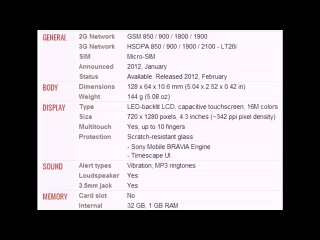 GENERAL 2G Network GSM 850 / 900 / 1800 / 1900
3G Network HSDPA 850 / 900 / 1900 / 2100 - LT26i
SIM Micro-SIM
Announced 2012, January
Status Available. Released 2012, February
BODY Dimensions 128 x 64 x 10.6 mm (5.04 x 2.52 x 0.42 in)
Weight 144 g (5.08 oz)
DISPLAY Type LED-backlit LCD, capacitive touchscreen, 16M colors
Size 720 x 1280 pixels, 4.3 inches (~342 ppi pixel density)
Multitouch Yes, up to 10 fingers
Protection Scratch-resistant glass
- Sony Mobile BRAVIA Engine
- Timescape UI
SOUND Alert types Vibration, MP3 ringtones
Loudspeaker Yes
3.5mm jack Yes
MEMORY Card slot No
Internal 32 GB, 1 GB RAM